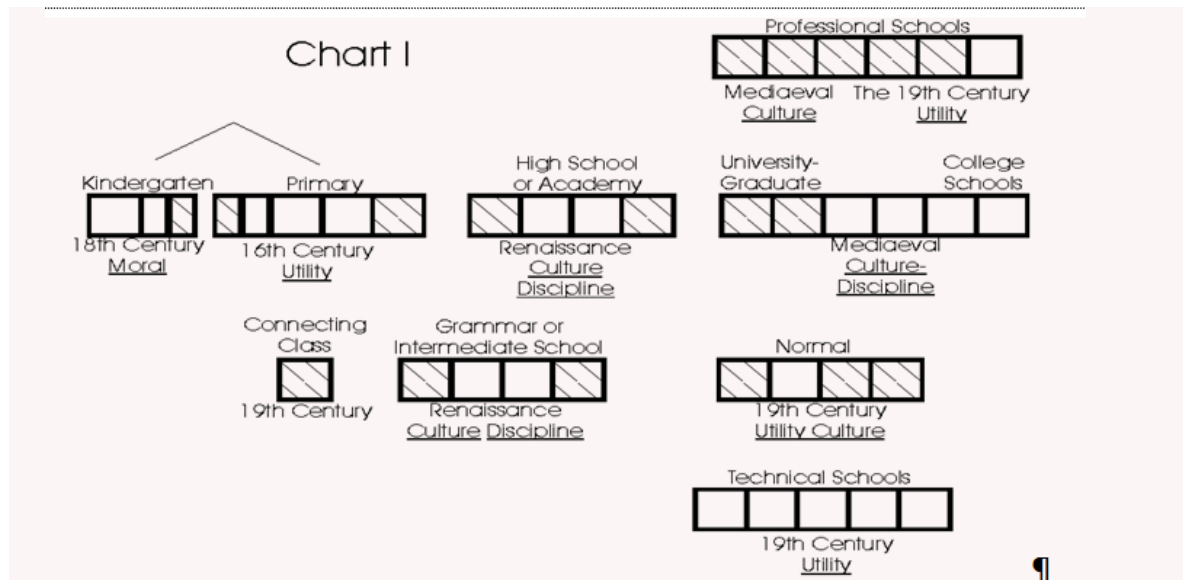 Chart I
Professional Schools
Mediaeval The 19th Century
Culture Utility
Kindergarten Primary
18th Century
Moral
16th Century
Utility
High School
or Academy
Renaissance
Culture
Discipline
University- College
Graduate Schools
Mediaeval
Culture-
Discipline
Connecting
Class
19th Century
Grammar or
Intermediate School
Renaissance
Culture Discipline
Normal
19th Century
Utility Culture
Technical Schools
19th Century
Utility
¶